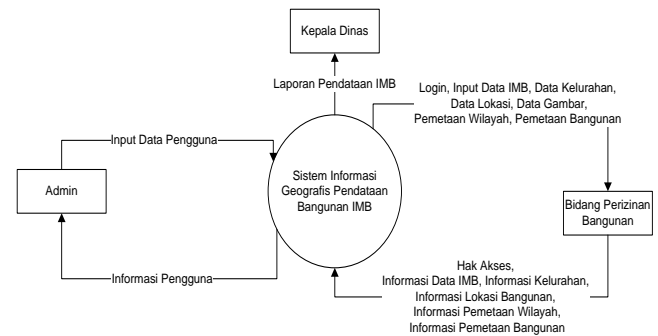 Kepala Dinas
Laporan Pendataan IMB
Login, Input Data IMB, Data Kelurahan,
Data Lokasi, Data Gambar,
Pemetaan Wilayah, Pemetaan Bangunan
Input Data Pengguna
Admin
Sistem Informasi
Geografis Pendataan
Bangunan IMB
Bidang Perizinan
Bangunan
Informasi Pengguna
Hak Akses,
Informasi Data IMB, Informasi Kelurahan,
Informasi Lokasi Bangunan,
Informasi Pemetaan Wilayah,
Informasi Pemetaan Bangunan